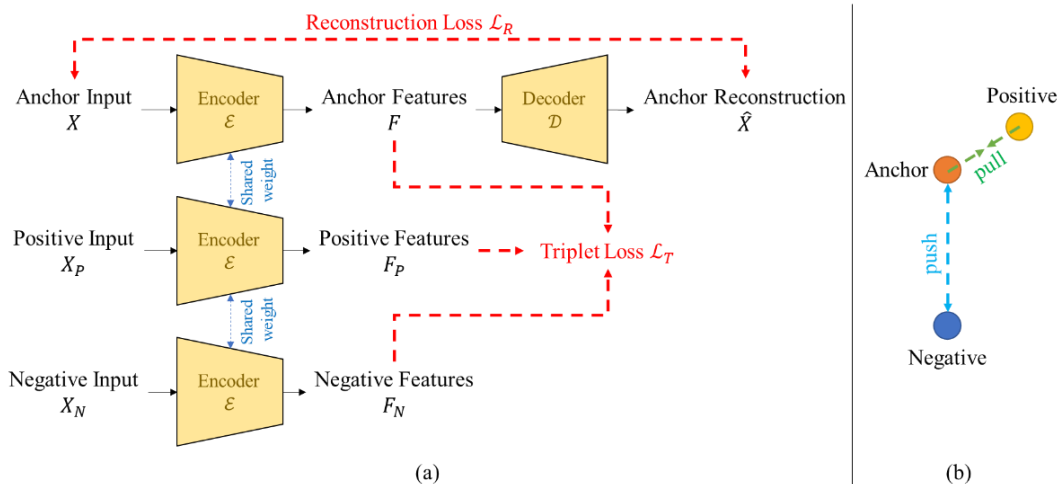 Reconstruction Loss ℒ_R
Anchor Input
X
Encoder
ℰ
Anchor Features
F
Decoder
𝒟
Anchor Reconstruction
X̂
Shared
weight
Positive Input
X_P
Encoder
ℰ
Positive Features
F_P
Triplet Loss ℒ_T
Shared
weight
Negative Input
X_N
Encoder
ℰ
Negative Features
F_N
(a)
Positive
Anchor
pull
push
Negative
(b)